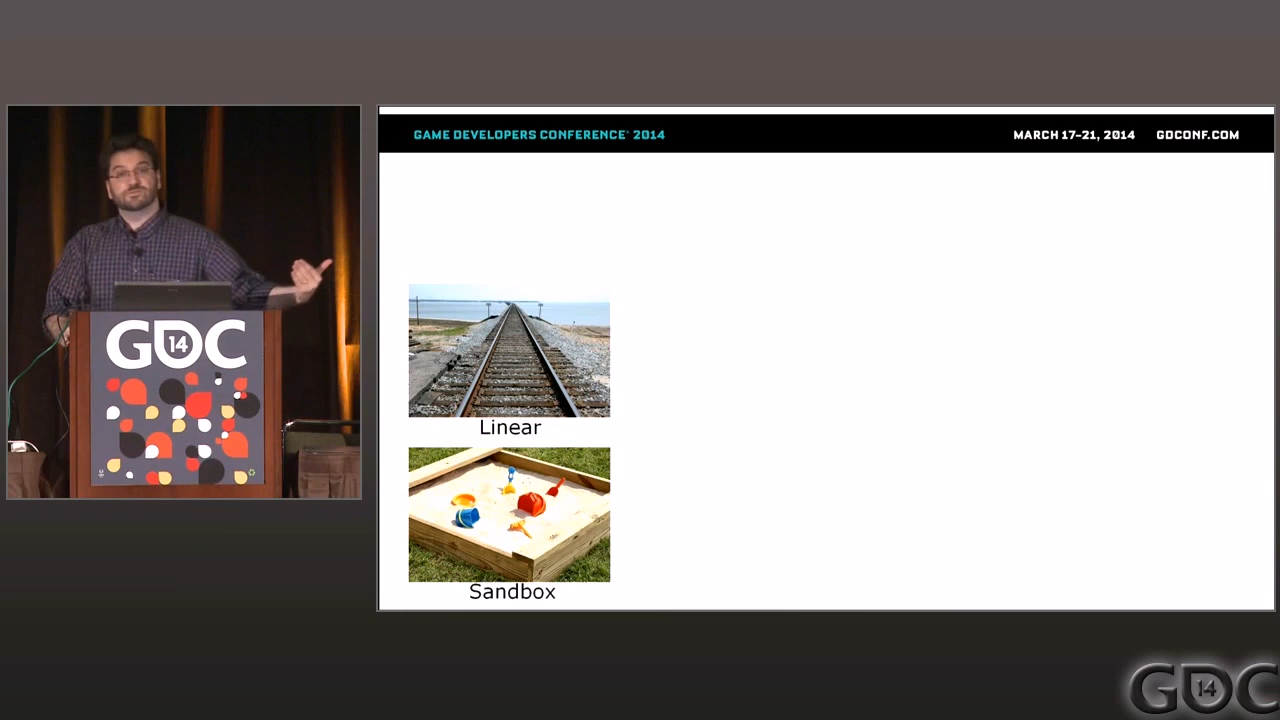 GAME DEVELOPERS CONFERENCE 2014
MARCH 17-21, 2014 GDCONF.COM
GDC
14
Linear
Sandbox
GDC
14